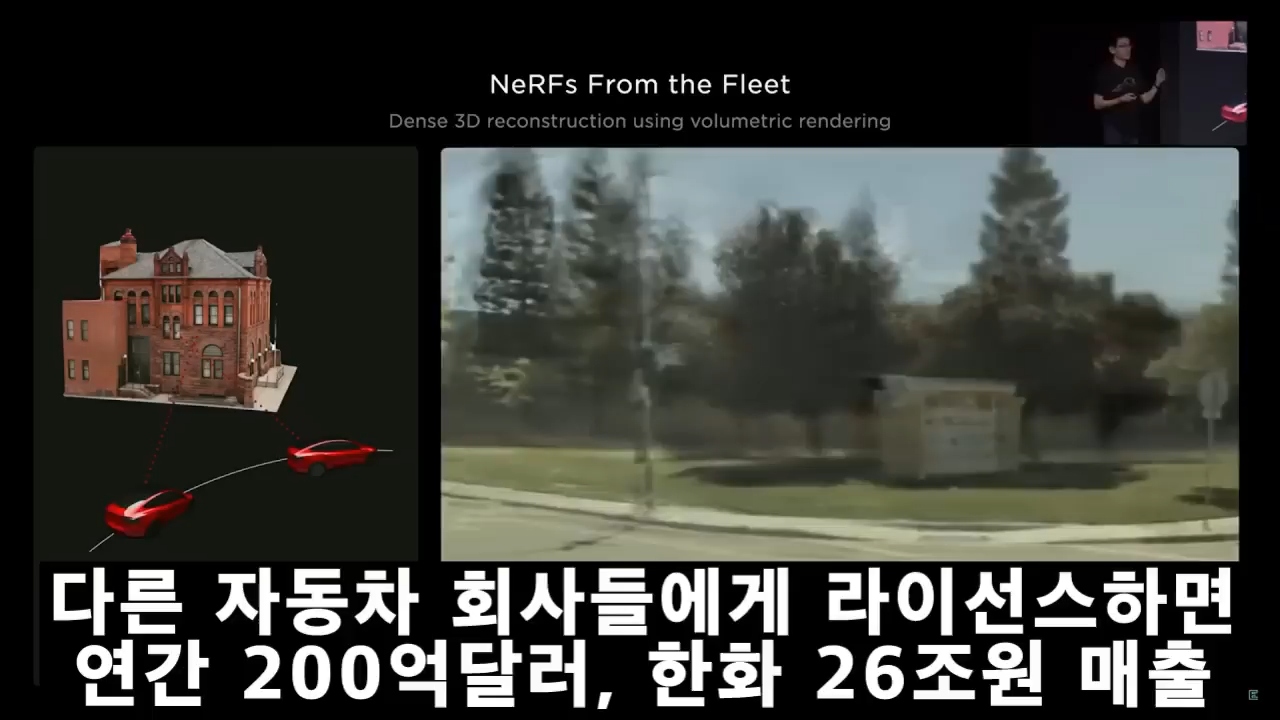 NeRFs From the Fleet
Dense 3D reconstruction using volumetric rendering
다른 자동차 회사들에게 라이선스하면
연간 200억달러, 한화 26조원 매출